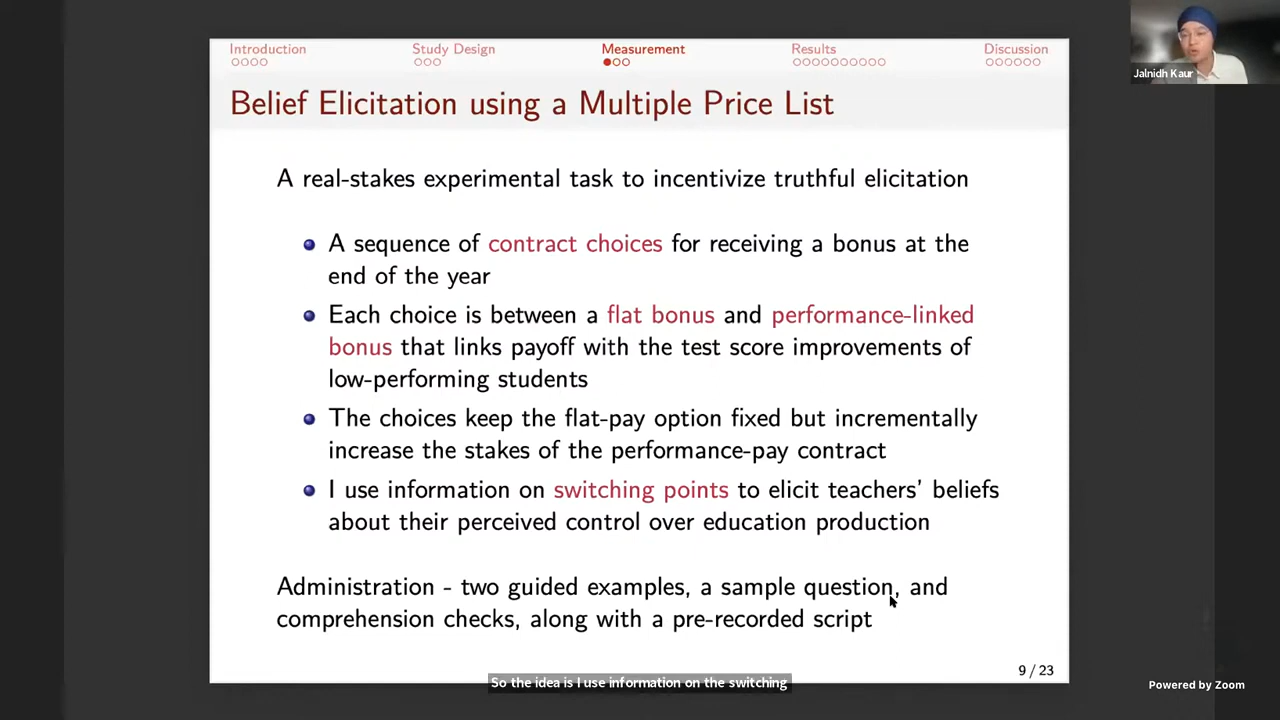 Introduction
Study Design
Measurement
Results
Discussion
Jalnidh Kaur
Belief Elicitation using a Multiple Price List
A real-stakes experimental task to incentivize truthful elicitation
A sequence of contract choices for receiving a bonus at the
end of the year
Each choice is between a flat bonus and performance-linked
bonus that links payoff with the test score improvements of
low-performing students
The choices keep the flat-pay option fixed but incrementally
increase the stakes of the performance-pay contract
I use information on switching points to elicit teachers' beliefs
about their perceived control over education production
Administration - two guided examples, a sample question, and
comprehension checks, along with a pre-recorded script
9 / 23
So the idea is I use information on the switching
Powered by Zoom